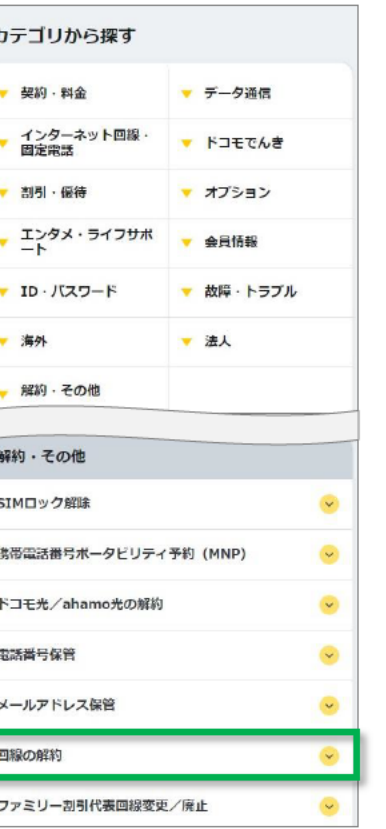 カテゴリから探す
契約・料金
データ通信
インターネット回線・
固定電話
ドコモでんき
割引・優待
オプション
エンタメ・ライフサポ
ート
会員情報
ID・パスワード
故障・トラブル
海外
法人
解約・その他
解約・その他
SIMロック解除
携帯電話番号ポータビリティ予約（MNP）
ドコモ光／ahamo光の解約
電話番号保管
メールアドレス保管
回線の解約
ファミリー割引代表回線変更／廃止